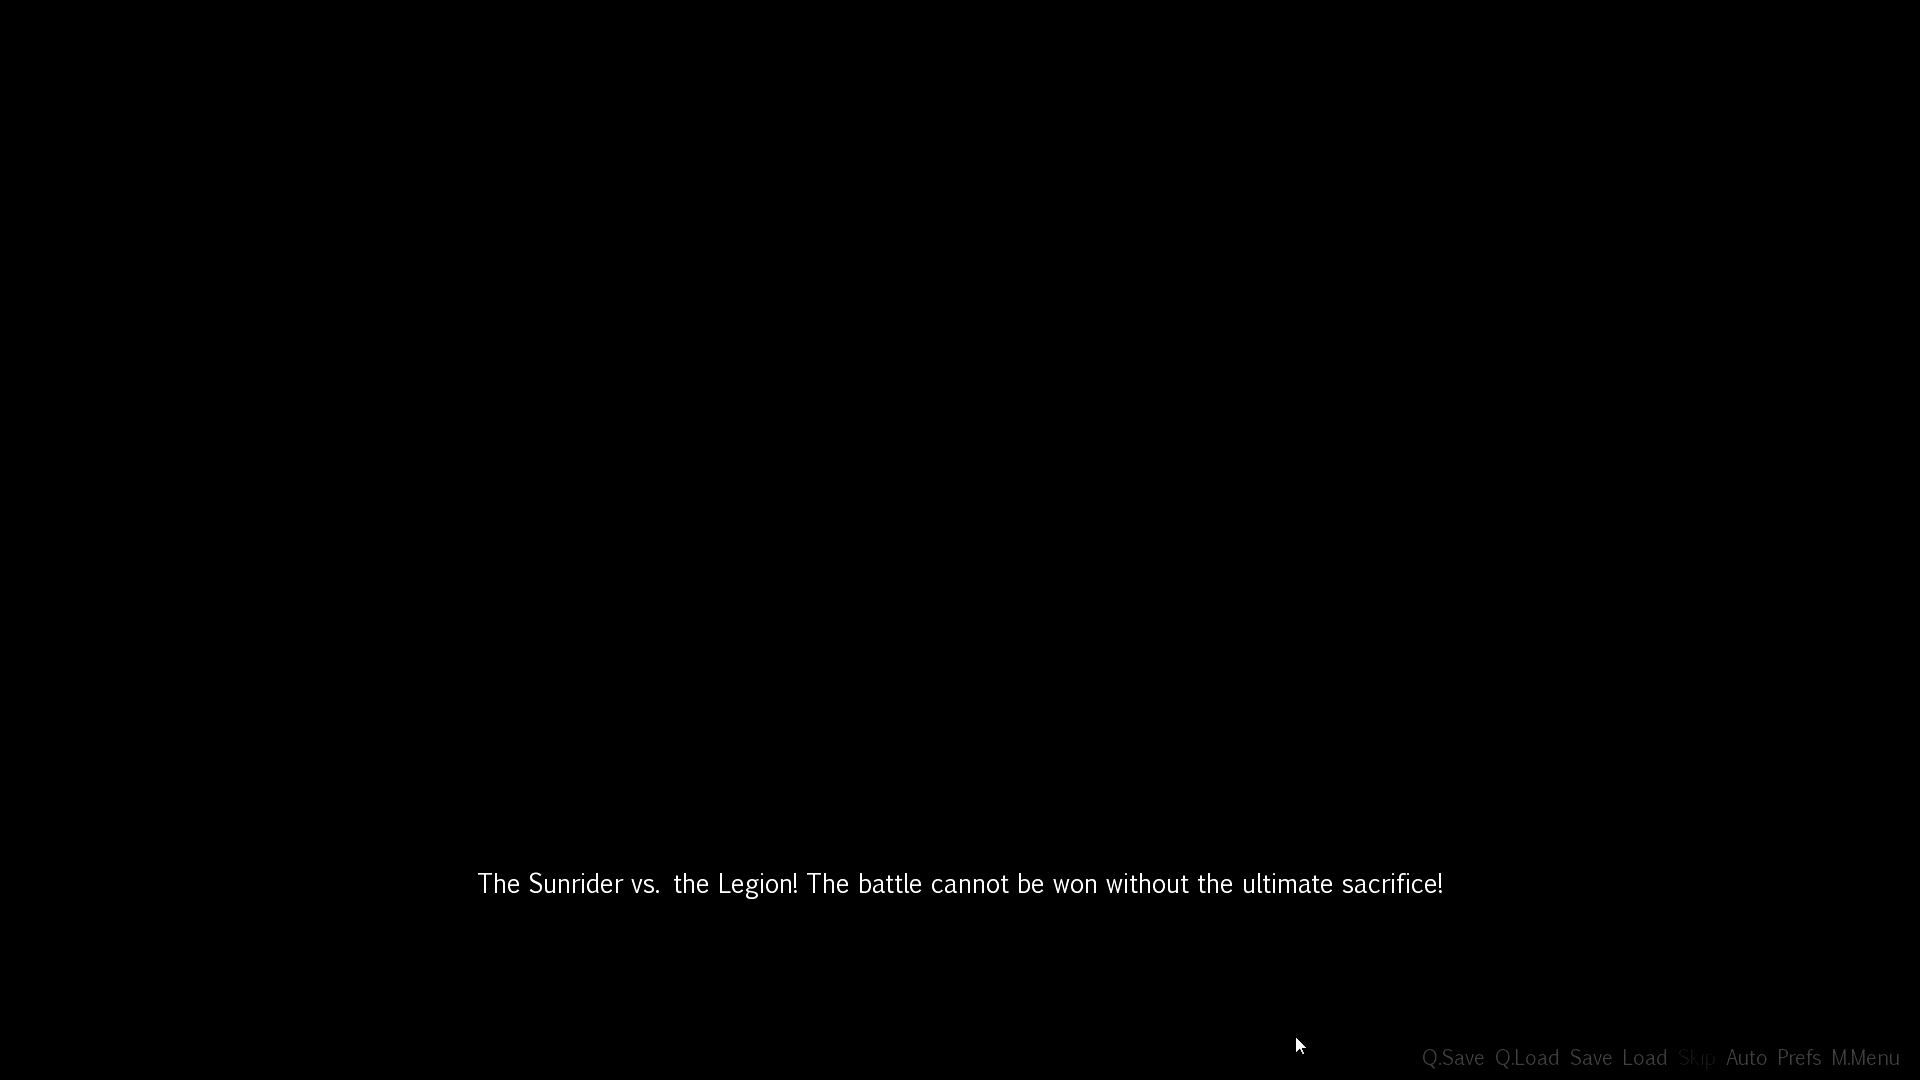 The Sunrider vs. the Legion! The battle cannot be won without the ultimate sacrifice!
Q.Save Q.Load Save Load Skip Auto Prefs M.Menu